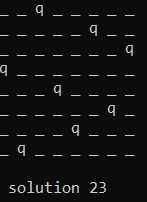 _ _ q _ _ _ _ _
_ _ _ _ _ q _ _
_ _ _ _ _ _ _ q
q _ _ _ _ _ _ _
_ _ _ q _ _ _ _
_ _ _ _ _ _ q _
_ _ _ _ q _ _ _
_ q _ _ _ _ _ _
solution 23